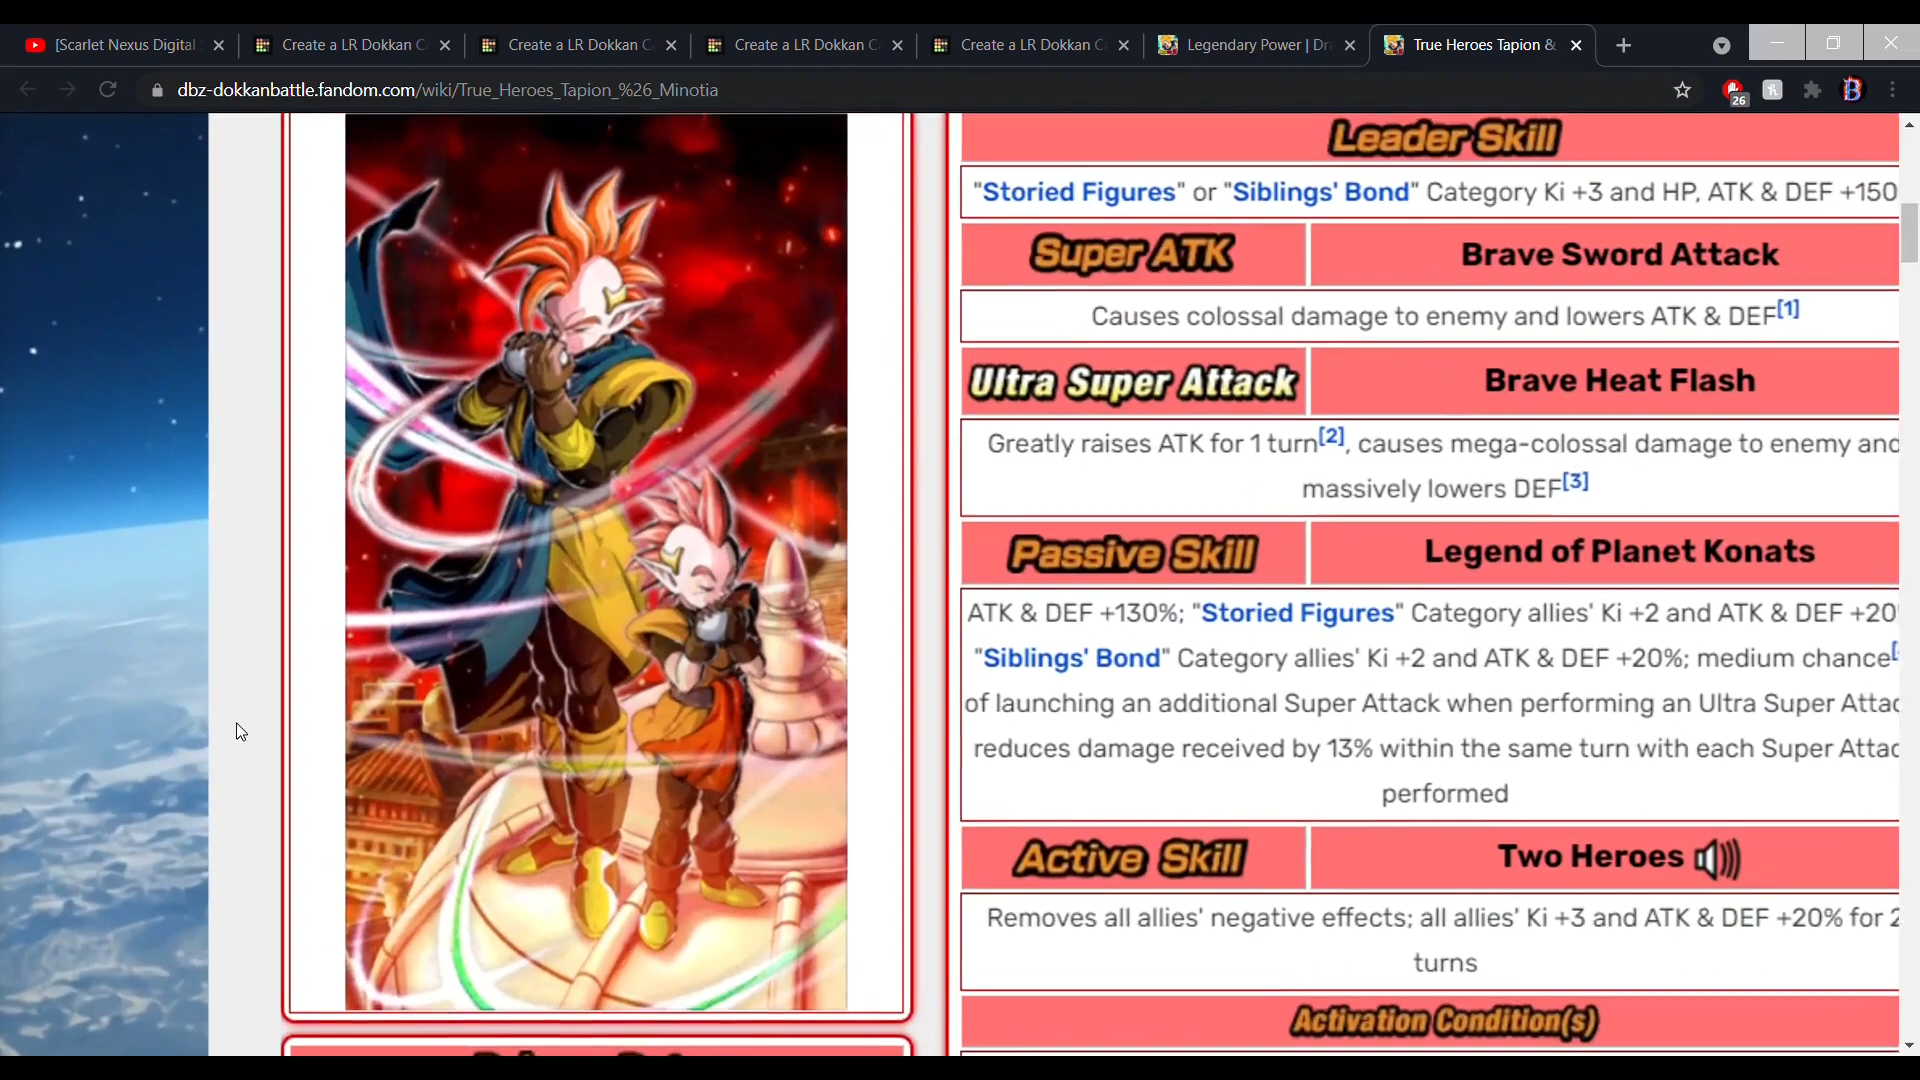 [Scarlet Nexus Digital
Create a LR Dokkan C
Create a LR Dokkan C
Create a LR Dokkan C
Create a LR Dokkan C
Legendary Power | Dra
True Heroes Tapion &
dbz-dokkanbattle.fandom.com/wiki/True_Heroes_Tapion_%26_Minotia
26
Leader Skill
"Storied Figures" or "Siblings' Bond" Category Ki +3 and HP, ATK & DEF +150
Super ATK
Brave Sword Attack
Causes colossal damage to enemy and lowers ATK & DEF[1]
Ultra Super Attack
Brave Heat Flash
Greatly raises ATK for 1 turn[2], causes mega-colossal damage to enemy and
massively lowers DEF[3]
Passive Skill
Legend of Planet Konats
ATK & DEF +130%; "Storied Figures" Category allies' Ki +2 and ATK & DEF +20
"Siblings' Bond" Category allies' Ki +2 and ATK & DEF +20%; medium chance
of launching an additional Super Attack when performing an Ultra Super Attac
reduces damage received by 13% within the same turn with each Super Attac
performed
Active Skill
Two Heroes
Removes all allies' negative effects; all allies' Ki +3 and ATK & DEF +20% for 2
turns
Activation Condition(s)